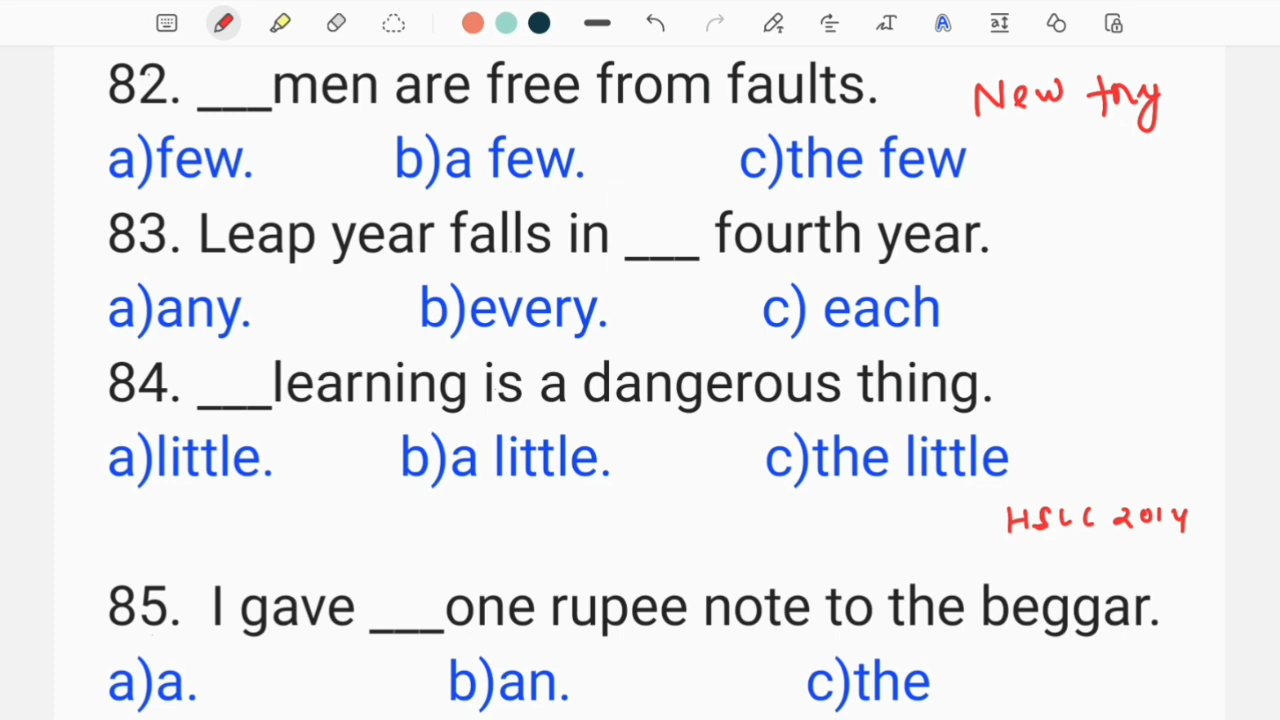 82. ___men are free from faults. New try
a)few. b)a few. c)the few
83. Leap year falls in ___ fourth year.
a)any. b)every. c) each
84. ___learning is a dangerous thing.
a)little. b)a little. c)the little
HSLC 2014
85. I gave ___one rupee note to the beggar.
a)a. b)an. c)the